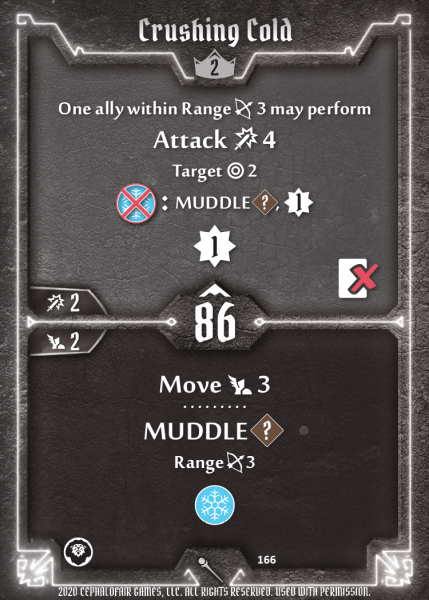 Crushing Cold
2
One ally within Range 3 may perform
Attack 4
Target 2
: MUDDLE ?, 1
1
2
86
2
Move 3
MUDDLE ?
Range 3
166
2020 CEPHALOFAIR GAMES, LLC. ALL RIGHTS RESERVED. USED WITH PERMISSION.